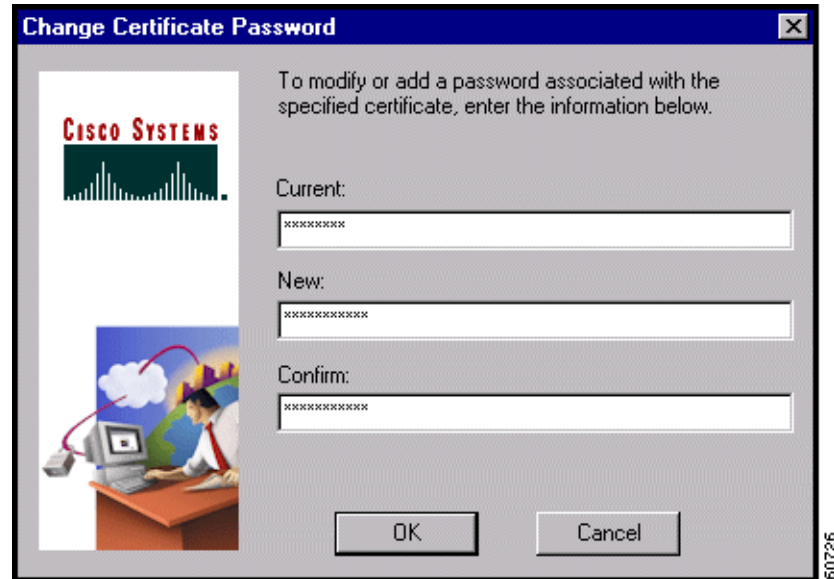 Change Certificate Password
CISCO SYSTEMS
To modify or add a password associated with the
specified certificate, enter the information below.
Current:
********
New:
***********
Confirm:
***********
OK
Cancel